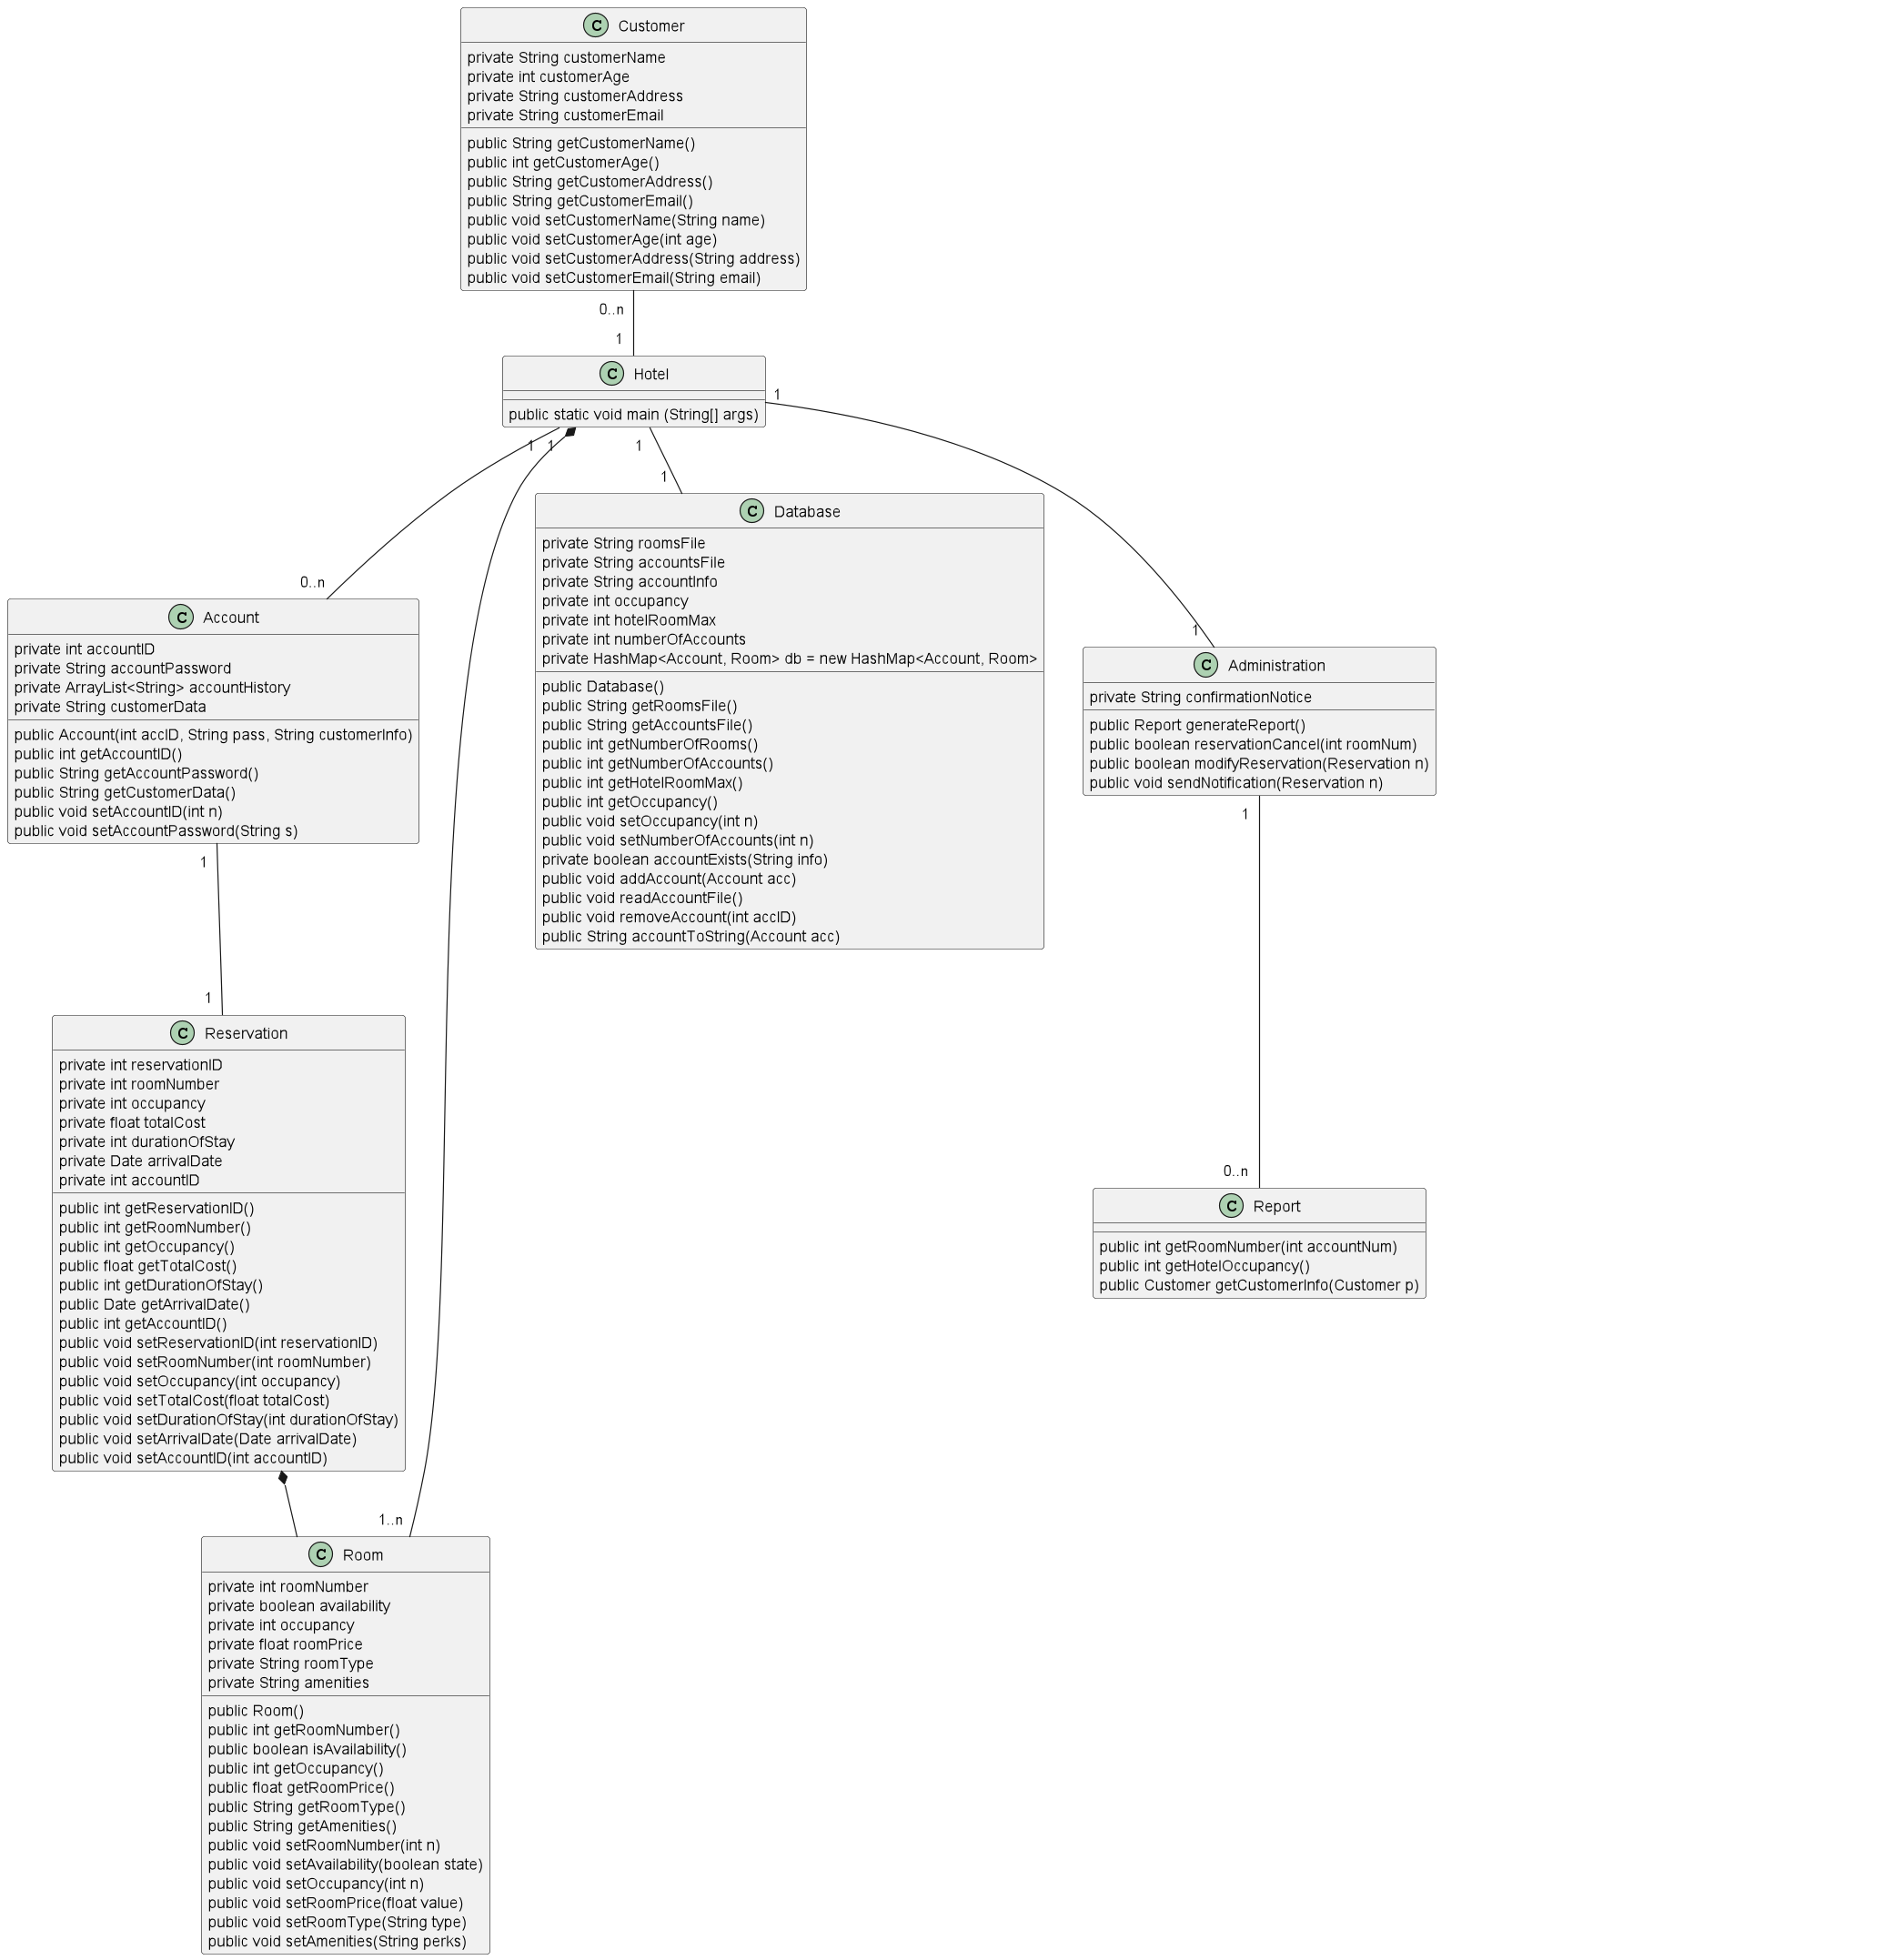 C Customer
private String customerName
private int customerAge
private String customerAddress
private String customerEmail
public String getCustomerName()
public int getCustomerAge()
public String getCustomerAddress()
public String getCustomerEmail()
public void setCustomerName(String name)
public void setCustomerAge(int age)
public void setCustomerAddress(String address)
public void setCustomerEmail(String email)
0..n
1
C Hotel
public static void main (String[] args)
1
1
1
1
1
0..n
1
C Database
private String roomsFile
private String accountsFile
private String accountInfo
private int occupancy
private int hotelRoomMax
private int numberOfAccounts
private HashMap<Account, Room> db = new HashMap<Account, Room>
public Database()
public String getRoomsFile()
public String getAccountsFile()
public int getNumberOfRooms()
public int getNumberOfAccounts()
public int getHotelRoomMax()
public int getOccupancy()
public void setOccupancy(int n)
public void setNumberOfAccounts(int n)
private boolean accountExists(String info)
public void addAccount(Account acc)
public void readAccountFile()
public void removeAccount(int accID)
public String accountToString(Account acc)
C Account
private int accountID
private String accountPassword
private ArrayList<String> accountHistory
private String customerData
public Account(int accID, String pass, String customerInfo)
public int getAccountID()
public String getAccountPassword()
public String getCustomerData()
public void setAccountID(int n)
public void setAccountPassword(String s)
C Administration
private String confirmationNotice
public Report generateReport()
public boolean reservationCancel(int roomNum)
public boolean modifyReservation(Reservation n)
public void sendNotification(Reservation n)
1
1
1
0..n
C Reservation
private int reservationID
private int roomNumber
private int occupancy
private float totalCost
private int durationOfStay
private Date arrivalDate
private int accountID
public int getReservationID()
public int getRoomNumber()
public int getOccupancy()
public float getTotalCost()
public int getDurationOfStay()
public Date getArrivalDate()
public int getAccountID()
public void setReservationID(int reservationID)
public void setRoomNumber(int roomNumber)
public void setOccupancy(int occupancy)
public void setTotalCost(float totalCost)
public void setDurationOfStay(int durationOfStay)
public void setArrivalDate(Date arrivalDate)
public void setAccountID(int accountID)
C Report
public int getRoomNumber(int accountNum)
public int getHotelOccupancy()
public Customer getCustomerInfo(Customer p)
1..n
C Room
private int roomNumber
private boolean availability
private int occupancy
private float roomPrice
private String roomType
private String amenities
public Room()
public int getRoomNumber()
public boolean isAvailability()
public int getOccupancy()
public float getRoomPrice()
public String getRoomType()
public String getAmenities()
public void setRoomNumber(int n)
public void setAvailability(boolean state)
public void setOccupancy(int n)
public void setRoomPrice(float value)
public void setRoomType(String type)
public void setAmenities(String perks)